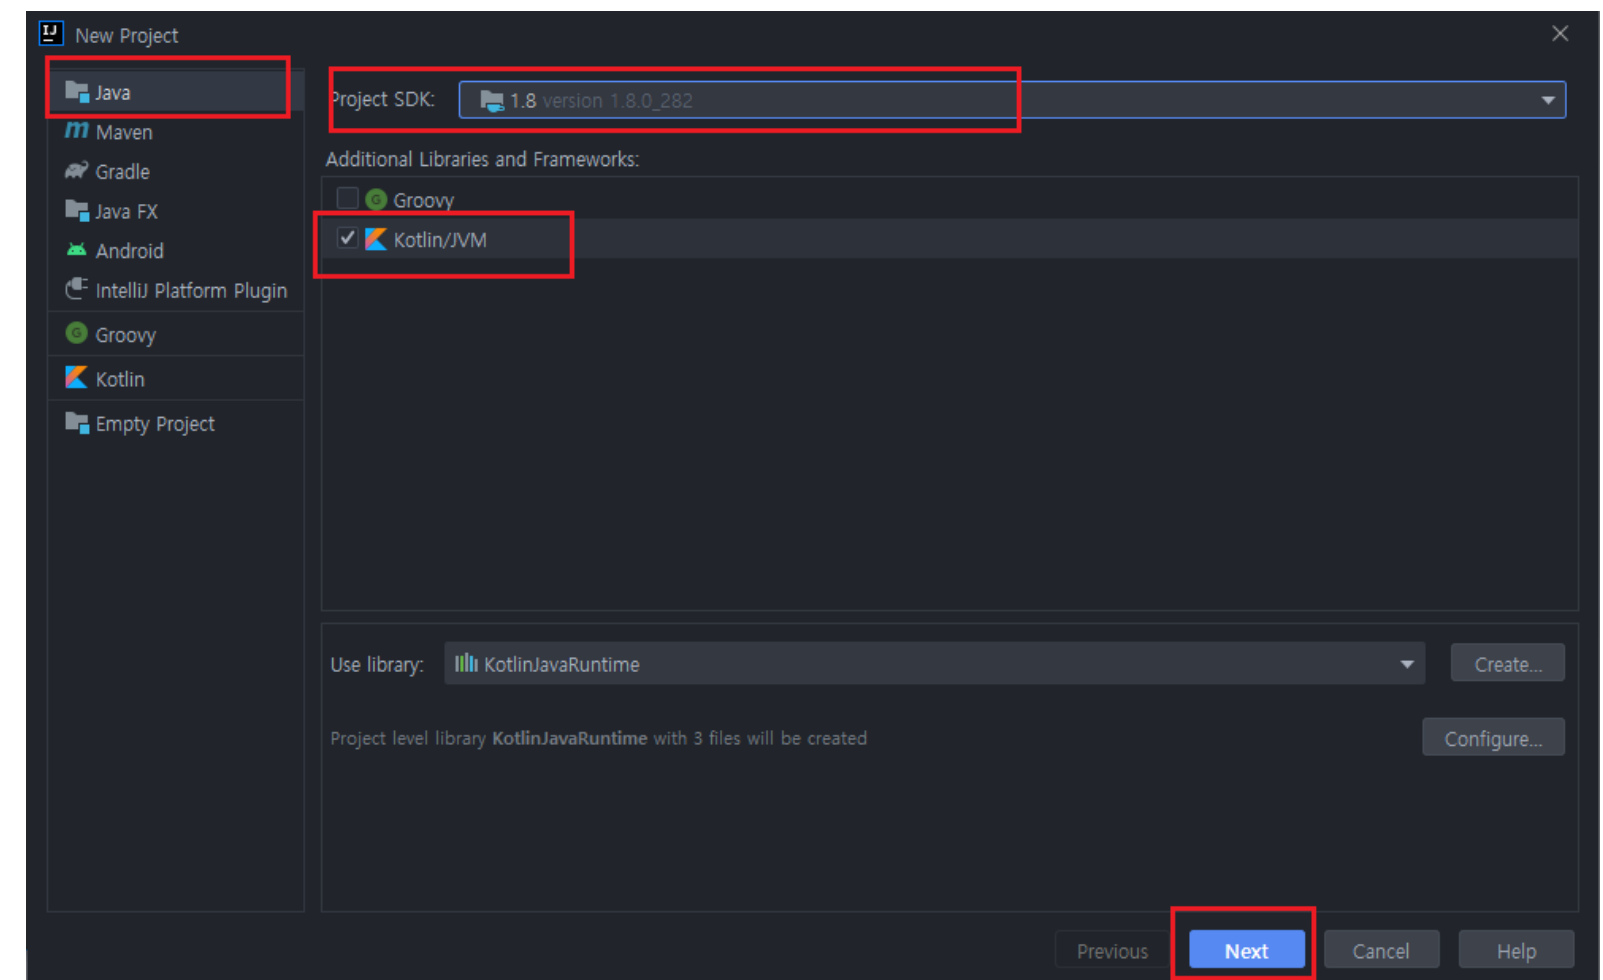 New Project
Java
Maven
Gradle
Java FX
Android
IntelliJ Platform Plugin
Groovy
Kotlin
Empty Project
Project SDK: 1.8 version 1.8.0_282
Additional Libraries and Frameworks:
Groovy
Kotlin/JVM
Use library: KotlinJavaRuntime Create...
Project level library KotlinJavaRuntime with 3 files will be created Configure...
Previous Next Cancel Help